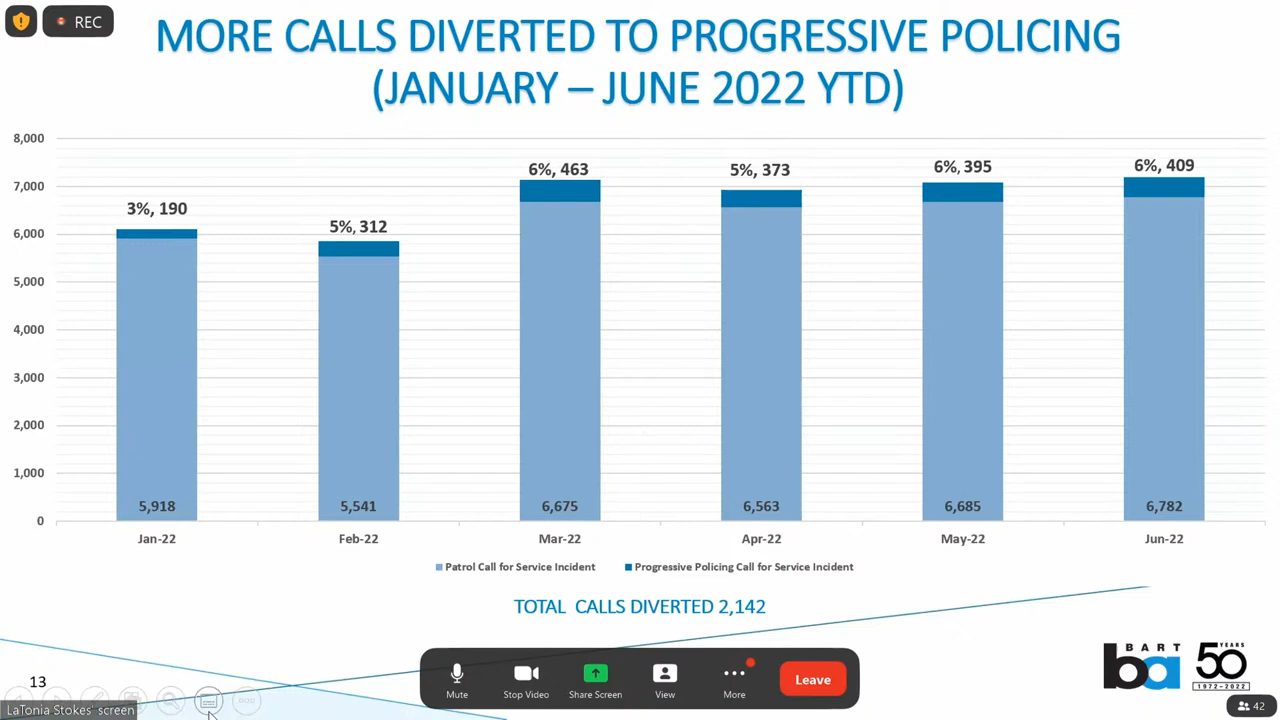 REC
MORE CALLS DIVERTED TO PROGRESSIVE POLICING
(JANUARY – JUNE 2022 YTD)
8,000
7,000
6,000
5,000
4,000
3,000
2,000
1,000
0
3%, 190
5%, 312
6%, 463
5%, 373
6%, 395
6%, 409
5,918
5,541
6,675
6,563
6,685
6,782
Jan-22
Feb-22
Mar-22
Apr-22
May-22
Jun-22
Patrol Call for Service Incident
Progressive Policing Call for Service Incident
TOTAL CALLS DIVERTED 2,142
13
LaTonia Stokes' screen
Mute
Stop Video
Share Screen
View
More
Leave
BART
ba
50
YEARS
1972-2022
42